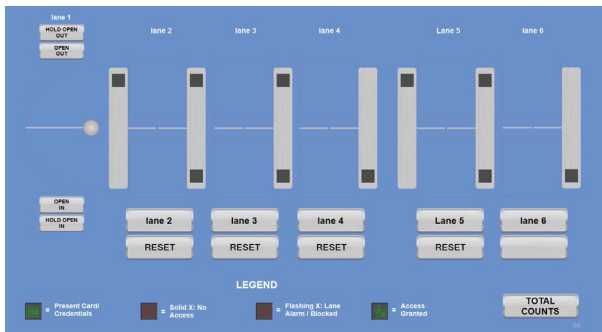 lane 1
HOLD OPEN
OUT
OPEN
OUT
lane 2
lane 3
lane 4
Lane 5
lane 6
OPEN
IN
HOLD OPEN
IN
lane 2
lane 3
lane 4
Lane 5
lane 6
RESET
RESET
RESET
RESET
LEGEND
= Present Card/
Credentials
= Solid X: No
Access
= Flashing X: Lane
Alarm / Blocked
= Access
Granted
TOTAL
COUNTS
64